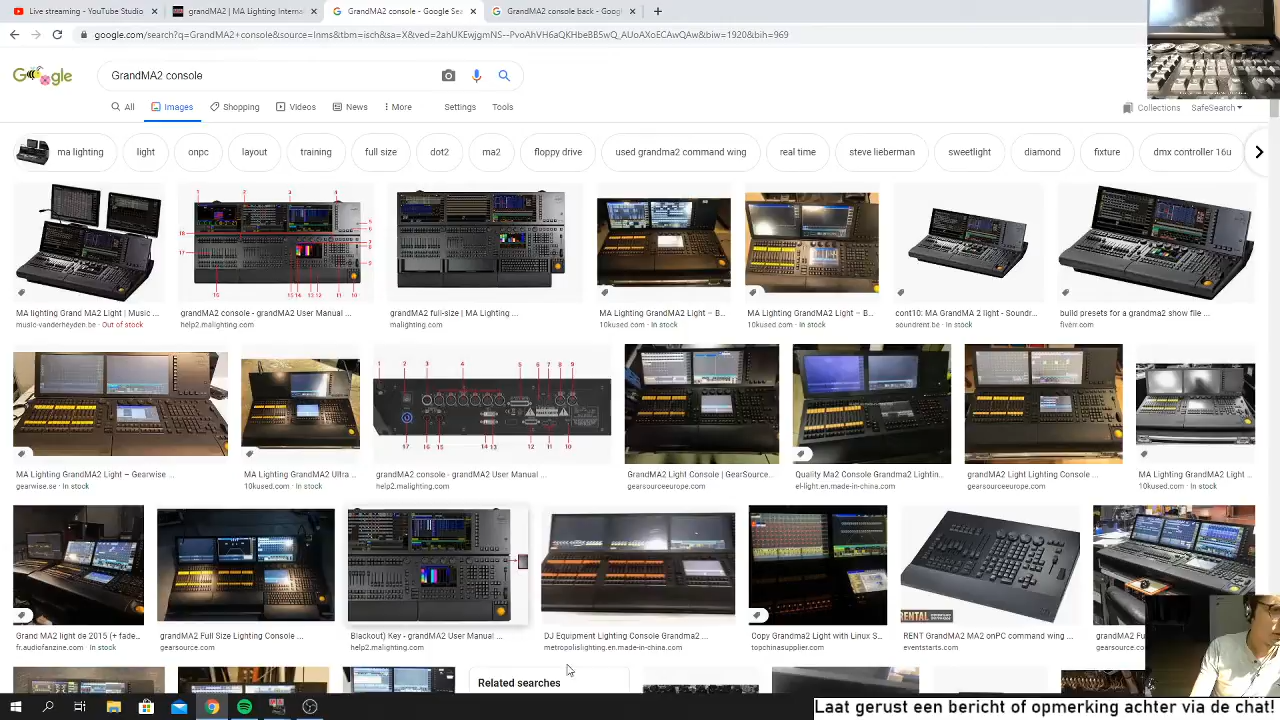 Live streaming - YouTube Studio
grandMA2 | MA Lighting Internat
GrandMA2 console - Google Sea
GrandMA2 console back - Googl
google.com/search?q=GrandMA2+console&source=lnms&tbm=isch&sa=X&ved=2ahUKEvjgmNS--PvoAhVH6aQKHbeBB5wQ_AUoAXoECAwQAw&biw=1920&bih=969
Google
GrandMA2 console
All
Images
Shopping
Videos
News
More
Settings
Tools
Collections
SafeSearch
ma lighting
light
onpc
layout
training
full size
dot2
ma2
floppy drive
used grandma2 command wing
real time
steve lieberman
sweetlight
diamond
fixture
dmx controller 16u
MA lighting Grand MA2 Light | Music ...
music-vanderheyden.be - Out of stock
grandMA2 console - grandMA2 User Manual ...
help2.malighting.com
grandMA2 full-size | MA Lighting ...
malighting.com
MA Lighting GrandMA2 Light – B...
10kused.com · In stock
MA Lighting GrandMA2 Light – B...
10kused.com · In stock
cont10: MA GrandMA 2 light - Soundr...
soundrent.be · In stock
build presets for a grandma2 show file ...
fiverr.com
MA Lighting GrandMA2 Light – Gearwise ...
gearwise.se · In stock
MA Lighting GrandMA2 Ultra ...
10kused.com · In stock
grandMA2 console - grandMA2 User Manual ...
help2.malighting.com
GrandMA2 Light Console | GearSource...
gearsourceeurope.com
Quality Ma2 Console Grandma2 Lightin...
el-light.en.made-in-china.com
grandMA2 Light Lighting Console ...
gearsourceeurope.com
MA Lighting GrandMA2 Light ...
10kused.com · In stock
Grand MA2 light de 2015 (+ fade...
fr.audiofanzine.com · In stock
grandMA2 Full Size Lighting Console ...
gearsource.com
Blackout) Key - grandMA2 User Manual ...
help2.malighting.com
DJ Equipment Lighting Console Grandma2 ...
metropolislighting.en.made-in-china.com
Copy Grandma2 Light with Linux S...
topchinasupplier.com
RENTAL
RENT GrandMA2 MA2 onPC command wing ...
eventstarts.com
grandMA2 Fu
gearsource.com
Related searches
Laat gerust een bericht of opmerking achter via de chat!